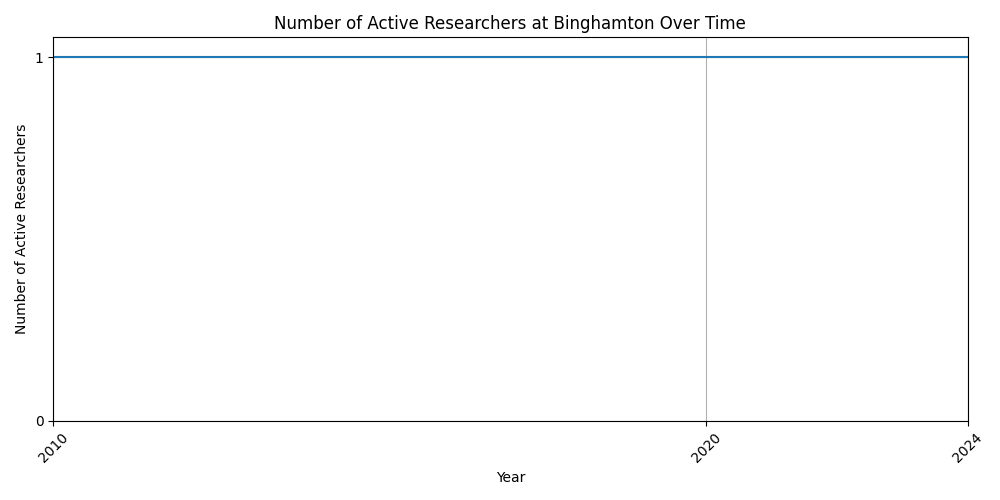 Number of Active Researchers at Binghamton Over Time
1
Number of Active Researchers
0
2010
2020
2024
Year